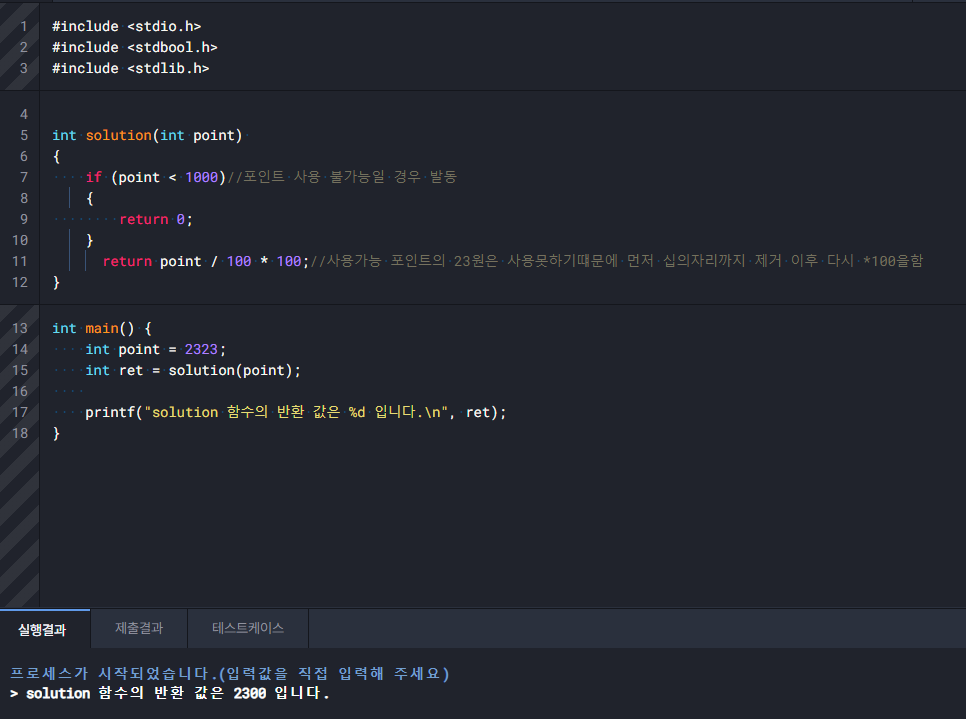 1 #include <stdio.h>
2 #include <stdbool.h>
3 #include <stdlib.h>
4
5 int solution(int point)
6 {
7 if (point < 1000)//포인트 사용 불가능일 경우 발동
8 {
9 return 0;
10 }
11 return point / 100 * 100;//사용가능 포인트의 23원은 사용못하기때문에 먼저 십의자리까지 제거 이후 다시 *100을함
12 }
13 int main() {
14 int point = 2323;
15 int ret = solution(point);
16
17 printf("solution 함수의 반환 값은 %d 입니다.\n", ret);
18 }
실행결과 제출결과 테스트케이스
프로세스가 시작되었습니다.(입력값을 직접 입력해 주세요)
> solution 함수의 반환 값은 2300 입니다.